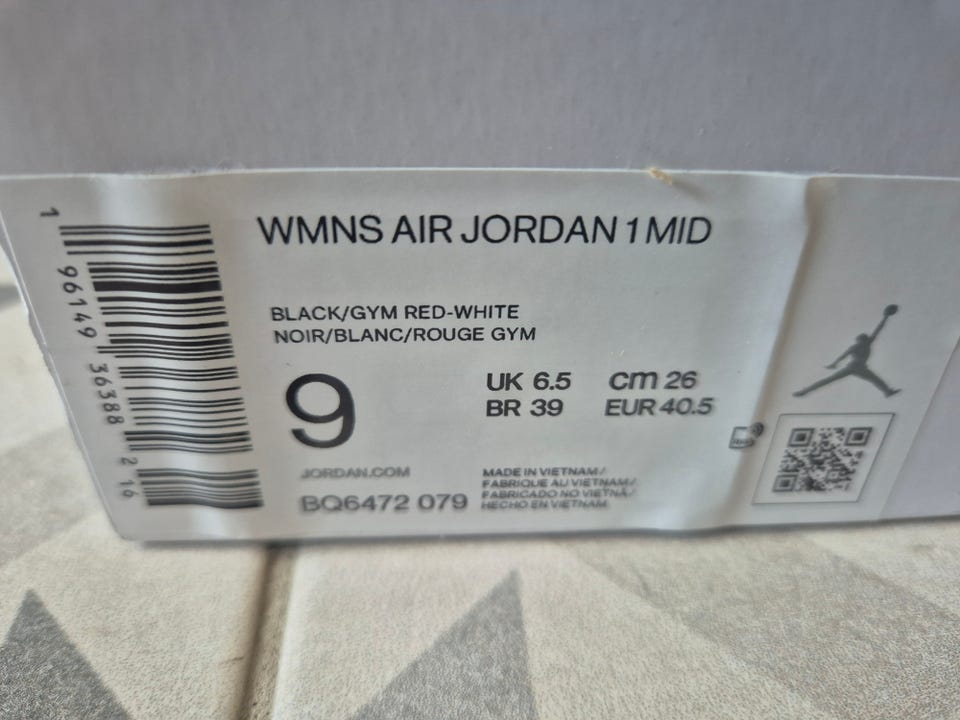 WMNS AIR JORDAN 1 MID
BLACK/GYM RED-WHITE
NOIR/BLANC/ROUGE GYM
9
UK 6.5 cm 26
BR 39 EUR 40.5
JORDAN.COM
BQ6472 079
MADE IN VIETNAM/
FABRIQUE AU VIETNAM/
FABRICADO NO VIETNÃ/
HECHO EN VIETNAM
1 96149 36388 2 16